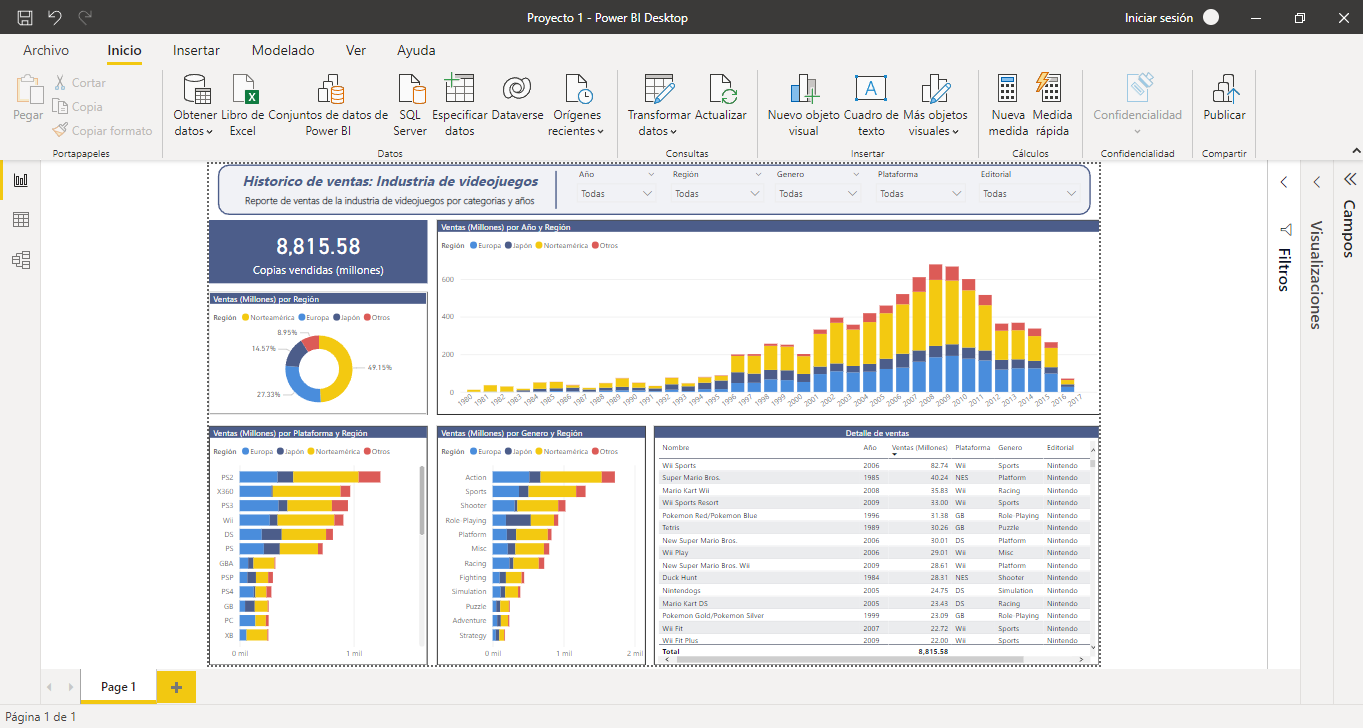 Proyecto 1 - Power BI Desktop
Iniciar sesión
Archivo Inicio Insertar Modelado Ver Ayuda
Pegar
Cortar
Copia
Copiar formato
Portapapeles
Obtener datos
Libro de Excel
Conjuntos de datos de Power BI
SQL Server
Especificar datos
Dataverse
Orígenes recientes
Datos
Transformar datos
Actualizar
Consultas
Nuevo objeto visual
Cuadro de texto
Más objetos visuales
Insertar
Nueva medida
Medida rápida
Cálculos
Confidencialidad
Confidencialidad
Publicar
Compartir
Historico de ventas: Industria de videojuegos
Reporte de ventas de la industria de videojuegos por categorias y años
Año Región Genero Plataforma Editorial
Todas Todas Todas Todas Todas
8,815.58
Copias vendidas (millones)
Ventas (Millones) por Región
Región Norteamérica Europa Japón Otros
8.95%
14.57%
49.15%
27.33%
Ventas (Millones) por Año y Región
Región Europa Japón Norteamérica Otros
600
400
200
0
1980 1981 1982 1983 1984 1985 1986 1987 1988 1989 1990 1991 1992 1993 1994 1995 1996 1997 1998 1999 2000 2001 2002 2003 2004 2005 2006 2007 2008 2009 2010 2011 2012 2013 2014 2015 2016 2017
Ventas (Millones) por Plataforma y Región
Región Europa Japón Norteamérica Otros
PS2
X360
PS3
Wii
DS
PS
GBA
PSP
PS4
GB
PC
XB
0 mil 1 mil
Ventas (Millones) por Genero y Región
Región Europa Japón Norteamérica Otros
Action
Sports
Shooter
Role-Playing
Platform
Misc
Racing
Fighting
Simulation
Puzzle
Adventure
Strategy
0 mil 1 mil 2 mil
Detalle de ventas
Nombre Año Ventas (Millones) Plataforma Genero Editorial
Wii Sports 2006 82.74 Wii Sports Nintendo
Super Mario Bros. 1985 40.24 NES Platform Nintendo
Mario Kart Wii 2008 35.83 Wii Racing Nintendo
Wii Sports Resort 2009 33.00 Wii Sports Nintendo
Pokemon Red/Pokemon Blue 1996 31.38 GB Role-Playing Nintendo
Tetris 1989 30.26 GB Puzzle Nintendo
New Super Mario Bros. 2006 30.01 DS Platform Nintendo
Wii Play 2006 29.01 Wii Misc Nintendo
New Super Mario Bros. Wii 2009 28.61 Wii Platform Nintendo
Duck Hunt 1984 28.31 NES Shooter Nintendo
Nintendogs 2005 24.75 DS Simulation Nintendo
Mario Kart DS 2005 23.43 DS Racing Nintendo
Pokemon Gold/Pokemon Silver 1999 23.09 GB Role-Playing Nintendo
Wii Fit 2007 22.72 Wii Sports Nintendo
Wii Fit Plus 2009 22.00 Wii Sports Nintendo
Total 8,815.58
Filtros
Visualizaciones
Campos
Page 1
Página 1 de 1